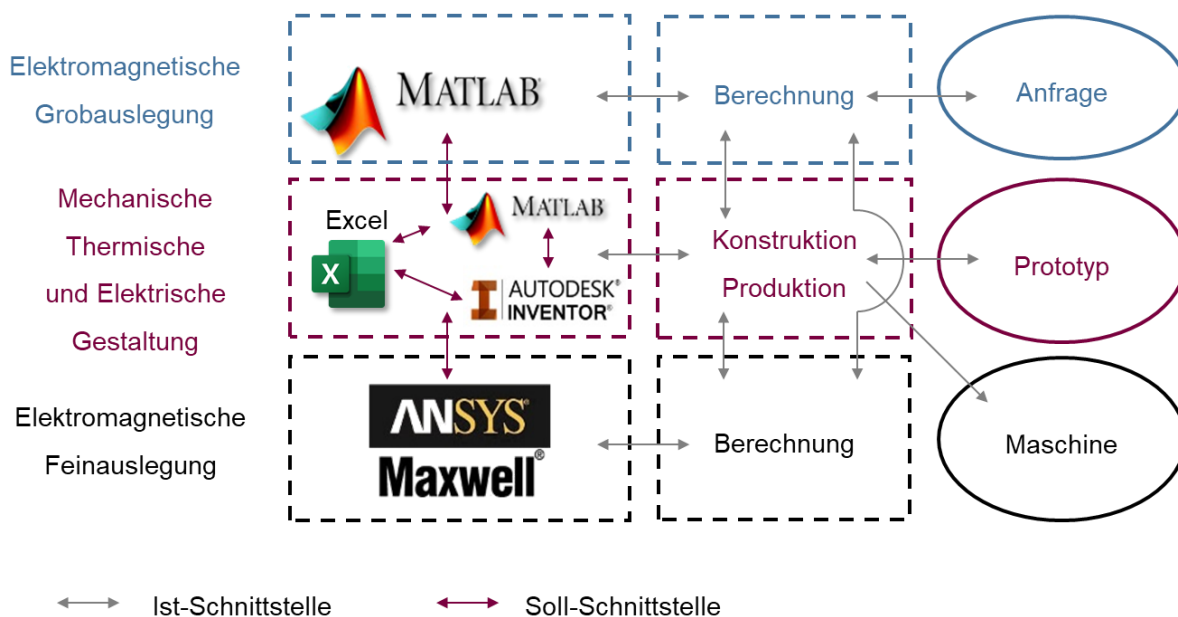 Elektromagnetische
Grobauslegung
MATLAB®
Berechnung
Anfrage
Mechanische
Thermische
und Elektrische
Gestaltung
Excel
X
MATLAB
AUTODESK®
INVENTOR®
Konstruktion
Produktion
Prototyp
Elektromagnetische
Feinauslegung
ANSYS®
Maxwell®
Berechnung
Maschine
Ist-Schnittstelle
Soll-Schnittstelle